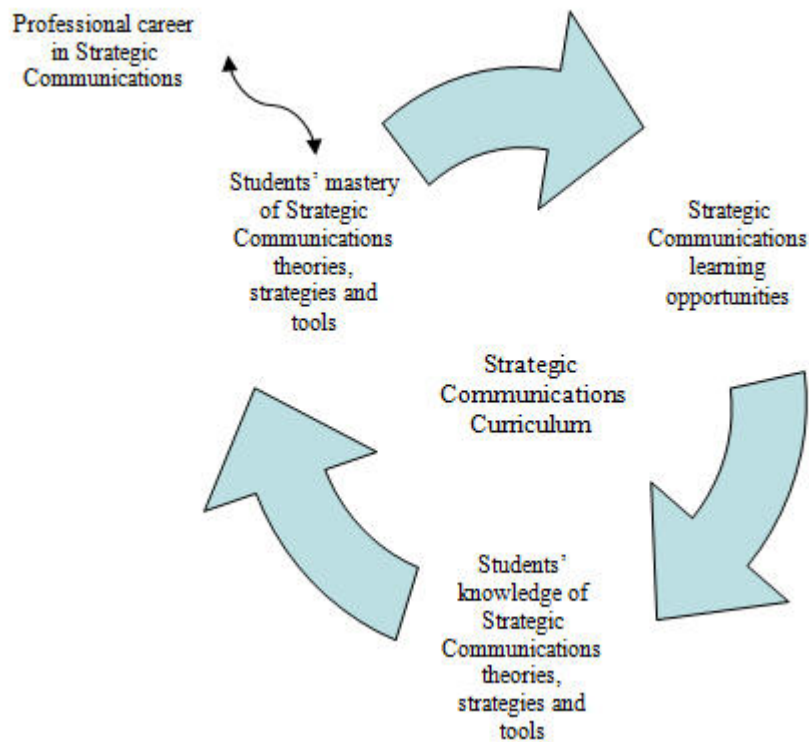 Professional career
in Strategic
Communications
Students’ mastery
of Strategic
Communications
theories,
strategies and
tools
Strategic
Communications
learning
opportunities
Strategic
Communications
Curriculum
Students’
knowledge of
Strategic
Communications
theories,
strategies and
tools